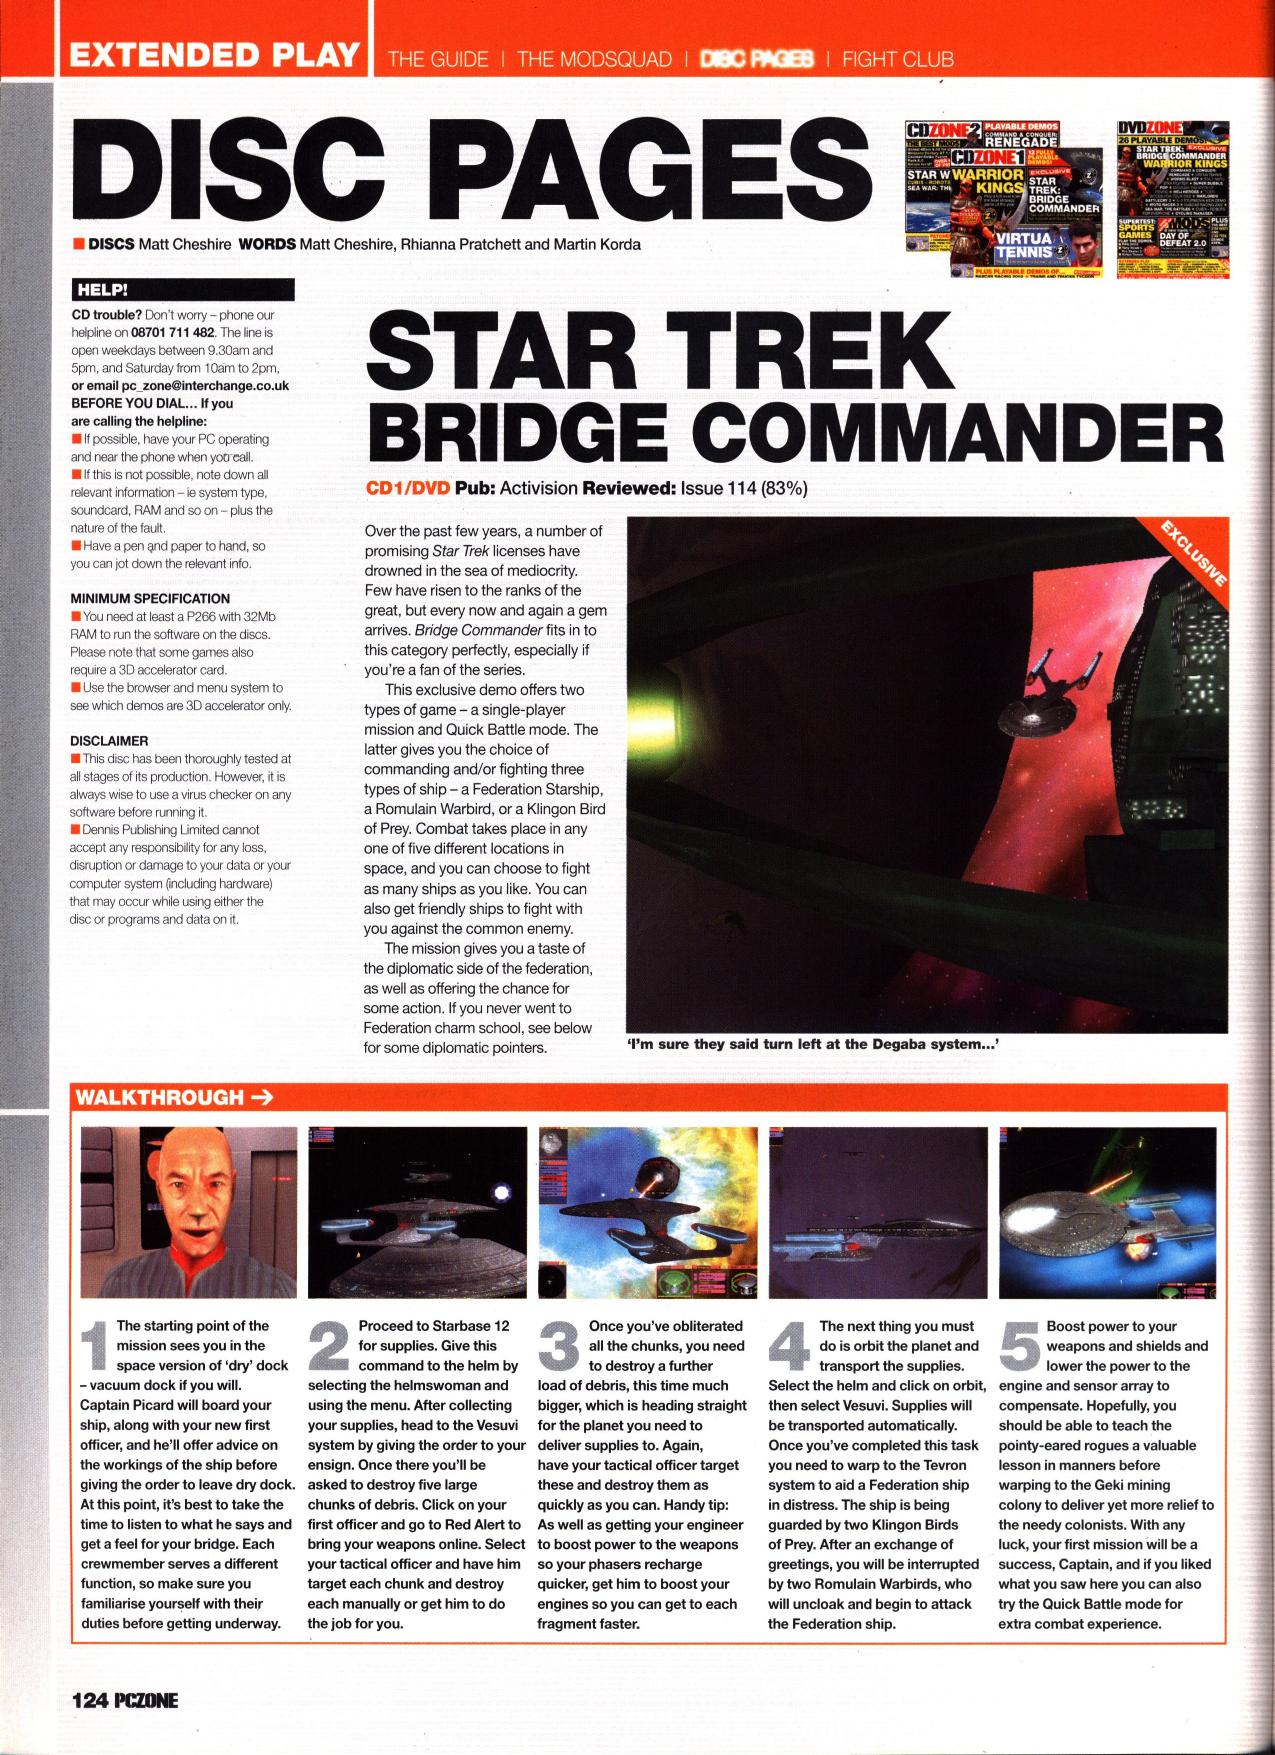 EXTENDED PLAY
THE GUIDE | THE MODSQUAD | DISC PAGES | FIGHT CLUB
DISC PAGES
DISCS Matt Cheshire WORDS Matt Cheshire, Rhianna Pratchett and Martin Korda
CDZONE2
PLAYABLE DEMOS
COMMAND & CONQUER:
RENEGADE
CDZONE1
STAR W
WARRIOR
KINGS
EXCLUSIVE
STAR
TREK:
BRIDGE
COMMANDER
VIRTUA
TENNIS
DVDZONE
26 PLAYABLE DEMOS
EXCLUSIVE
STAR TREK:
BRIDGE COMMANDER
WARRIOR KINGS
SUPERTEST:
SPORTS
GAMES
MODS
PLUS
DAY OF
DEFEAT 2.0
HELP!
CD trouble? Don't worry – phone our
helpline on 08701 711 482. The line is
open weekdays between 9.30am and
5pm, and Saturday from 10am to 2pm,
or email pc_zone@interchange.co.uk
BEFORE YOU DIAL... If you
are calling the helpline:
If possible, have your PC operating
and near the phone when you call.
If this is not possible, note down all
relevant information – ie system type,
soundcard, RAM and so on – plus the
nature of the fault.
Have a pen and paper to hand, so
you can jot down the relevant info.
MINIMUM SPECIFICATION
You need at least a P266 with 32Mb
RAM to run the software on the discs.
Please note that some games also
require a 3D accelerator card.
Use the browser and menu system to
see which demos are 3D accelerator only.
DISCLAIMER
This disc has been thoroughly tested at
all stages of its production. However, it is
always wise to use a virus checker on any
software before running it.
Dennis Publishing Limited cannot
accept any responsibility for any loss,
disruption or damage to your data or your
computer system (including hardware)
that may occur while using either the
disc or programs and data on it.
STAR TREK
BRIDGE COMMANDER
CD1/DVD Pub: Activision Reviewed: Issue 114 (83%)
Over the past few years, a number of
promising Star Trek licenses have
drowned in the sea of mediocrity.
Few have risen to the ranks of the
great, but every now and again a gem
arrives. Bridge Commander fits in to
this category perfectly, especially if
you're a fan of the series.
This exclusive demo offers two
types of game – a single-player
mission and Quick Battle mode. The
latter gives you the choice of
commanding and/or fighting three
types of ship – a Federation Starship,
a Romulain Warbird, or a Klingon Bird
of Prey. Combat takes place in any
one of five different locations in
space, and you can choose to fight
as many ships as you like. You can
also get friendly ships to fight with
you against the common enemy.
The mission gives you a taste of
the diplomatic side of the federation,
as well as offering the chance for
some action. If you never went to
Federation charm school, see below
for some diplomatic pointers.
EXCLUSIVE
'I'm sure they said turn left at the Degaba system...'
WALKTHROUGH →
1 The starting point of the
mission sees you in the
space version of 'dry' dock
– vacuum dock if you will.
Captain Picard will board your
ship, along with your new first
officer, and he'll offer advice on
the workings of the ship before
giving the order to leave dry dock.
At this point, it's best to take the
time to listen to what he says and
get a feel for your bridge. Each
crewmember serves a different
function, so make sure you
familiarise yourself with their
duties before getting underway.
2 Proceed to Starbase 12
for supplies. Give this
command to the helm by
selecting the helmswoman and
using the menu. After collecting
your supplies, head to the Vesuvi
system by giving the order to your
ensign. Once there you'll be
asked to destroy five large
chunks of debris. Click on your
first officer and go to Red Alert to
bring your weapons online. Select
your tactical officer and have him
target each chunk and destroy
each manually or get him to do
the job for you.
3 Once you've obliterated
all the chunks, you need
to destroy a further
load of debris, this time much
bigger, which is heading straight
for the planet you need to
deliver supplies to. Again,
have your tactical officer target
these and destroy them as
quickly as you can. Handy tip:
As well as getting your engineer
to boost power to the weapons
so your phasers recharge
quicker, get him to boost your
engines so you can get to each
fragment faster.
4 The next thing you must
do is orbit the planet and
transport the supplies.
Select the helm and click on orbit,
then select Vesuvi. Supplies will
be transported automatically.
Once you've completed this task
you need to warp to the Tevron
system to aid a Federation ship
in distress. The ship is being
guarded by two Klingon Birds
of Prey. After an exchange of
greetings, you will be interrupted
by two Romulain Warbirds, who
will uncloak and begin to attack
the Federation ship.
5 Boost power to your
weapons and shields and
lower the power to the
engine and sensor array to
compensate. Hopefully, you
should be able to teach the
pointy-eared rogues a valuable
lesson in manners before
warping to the Geki mining
colony to deliver yet more relief to
the needy colonists. With any
luck, your first mission will be a
success, Captain, and if you liked
what you saw here you can also
try the Quick Battle mode for
extra combat experience.
124 PCZONE